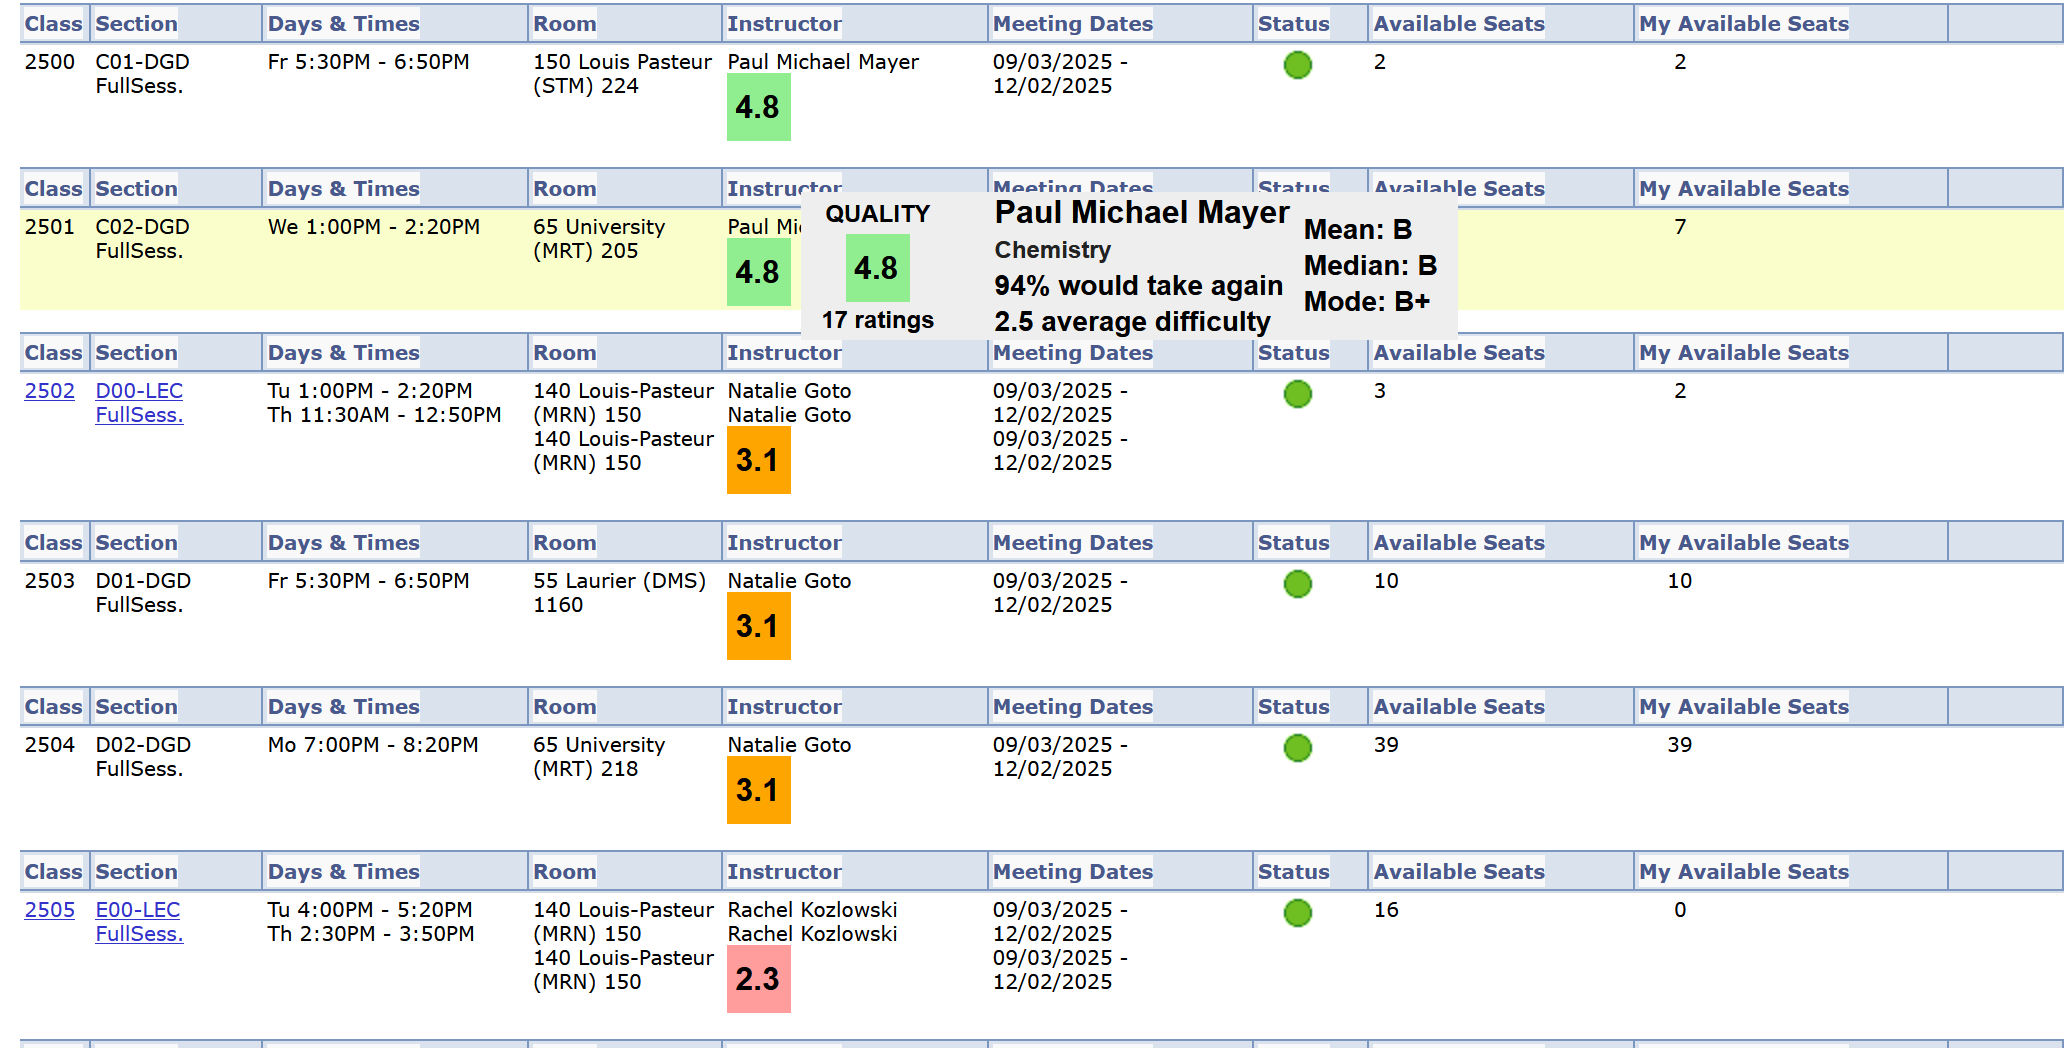 Class Section Days & Times Room Instructor Meeting Dates Status Available Seats My Available Seats
2500 C01-DGD Fr 5:30PM - 6:50PM 150 Louis Pasteur Paul Michael Mayer 09/03/2025 - 2 2
FullSess. (STM) 224 12/02/2025
4.8
Class Section Days & Times Room Instructor Meeting Dates Status Available Seats My Available Seats
2501 C02-DGD We 1:00PM - 2:20PM 65 University Paul Mi 7
FullSess. (MRT) 205
4.8
QUALITY
4.8
17 ratings
Paul Michael Mayer
Chemistry
94% would take again
2.5 average difficulty
Mean: B
Median: B
Mode: B+
Class Section Days & Times Room Instructor Meeting Dates Status Available Seats My Available Seats
2502 D00-LEC Tu 1:00PM - 2:20PM 140 Louis-Pasteur Natalie Goto 09/03/2025 - 3 2
FullSess. Th 11:30AM - 12:50PM (MRN) 150 Natalie Goto 12/02/2025
140 Louis-Pasteur 09/03/2025 -
(MRN) 150 3.1 12/02/2025
Class Section Days & Times Room Instructor Meeting Dates Status Available Seats My Available Seats
2503 D01-DGD Fr 5:30PM - 6:50PM 55 Laurier (DMS) Natalie Goto 09/03/2025 - 10 10
FullSess. 1160 12/02/2025
3.1
Class Section Days & Times Room Instructor Meeting Dates Status Available Seats My Available Seats
2504 D02-DGD Mo 7:00PM - 8:20PM 65 University Natalie Goto 09/03/2025 - 39 39
FullSess. (MRT) 218 12/02/2025
3.1
Class Section Days & Times Room Instructor Meeting Dates Status Available Seats My Available Seats
2505 E00-LEC Tu 4:00PM - 5:20PM 140 Louis-Pasteur Rachel Kozlowski 09/03/2025 - 16 0
FullSess. Th 2:30PM - 3:50PM (MRN) 150 Rachel Kozlowski 12/02/2025
140 Louis-Pasteur 09/03/2025 -
(MRN) 150 2.3 12/02/2025